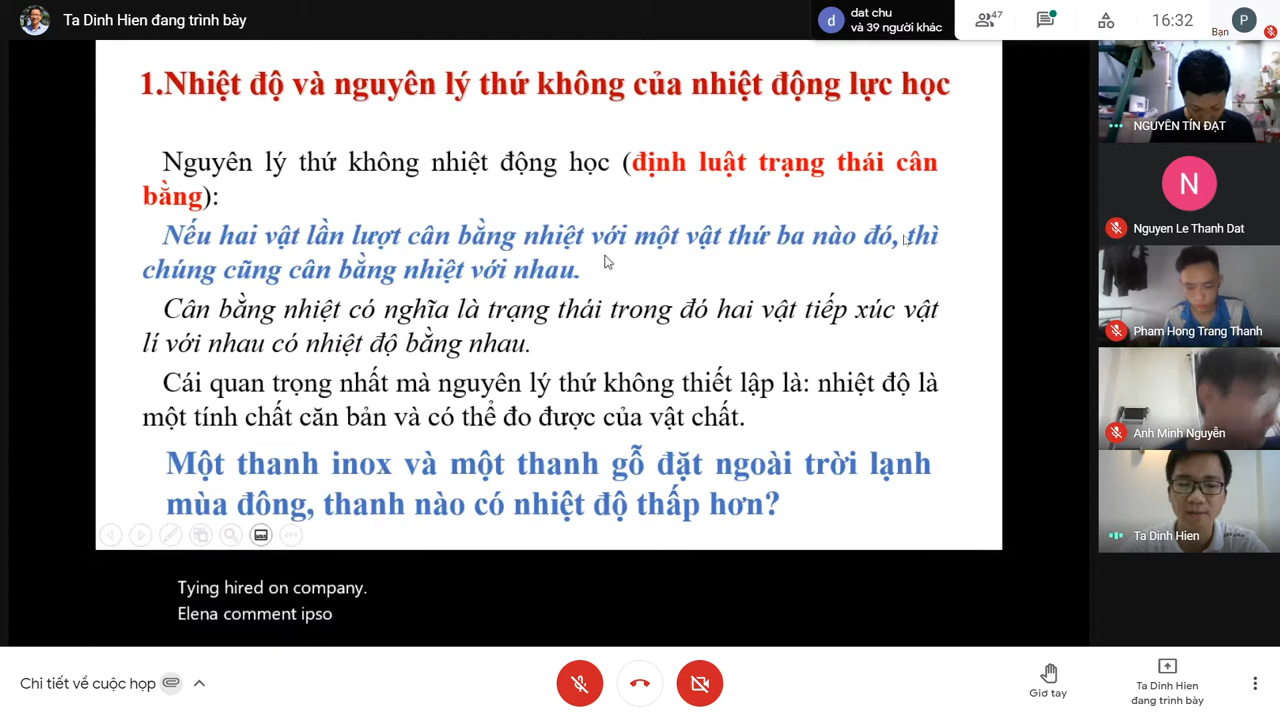 Ta Dinh Hien đang trình bày
d
dat chu
và 39 người khác
47
16:32
Bạn
P
1.Nhiệt độ và nguyên lý thứ không của nhiệt động lực học
Nguyên lý thứ không nhiệt động học (định luật trạng thái cân
bằng):
Nếu hai vật lần lượt cân bằng nhiệt với một vật thứ ba nào đó, thì
chúng cũng cân bằng nhiệt với nhau.
Cân bằng nhiệt có nghĩa là trạng thái trong đó hai vật tiếp xúc vật
lí với nhau có nhiệt độ bằng nhau.
Cái quan trọng nhất mà nguyên lý thứ không thiết lập là: nhiệt độ là
một tính chất căn bản và có thể đo được của vật chất.
Một thanh inox và một thanh gỗ đặt ngoài trời lạnh
mùa đông, thanh nào có nhiệt độ thấp hơn?
Tying hired on company.
Elena comment ipso
NGUYỄN TÍN ĐẠT
N
Nguyen Le Thanh Dat
Pham Hong Trang Thanh
Anh Minh Nguyễn
Ta Dinh Hien
Chi tiết về cuộc họp
Giơ tay
Ta Dinh Hien
đang trình bày